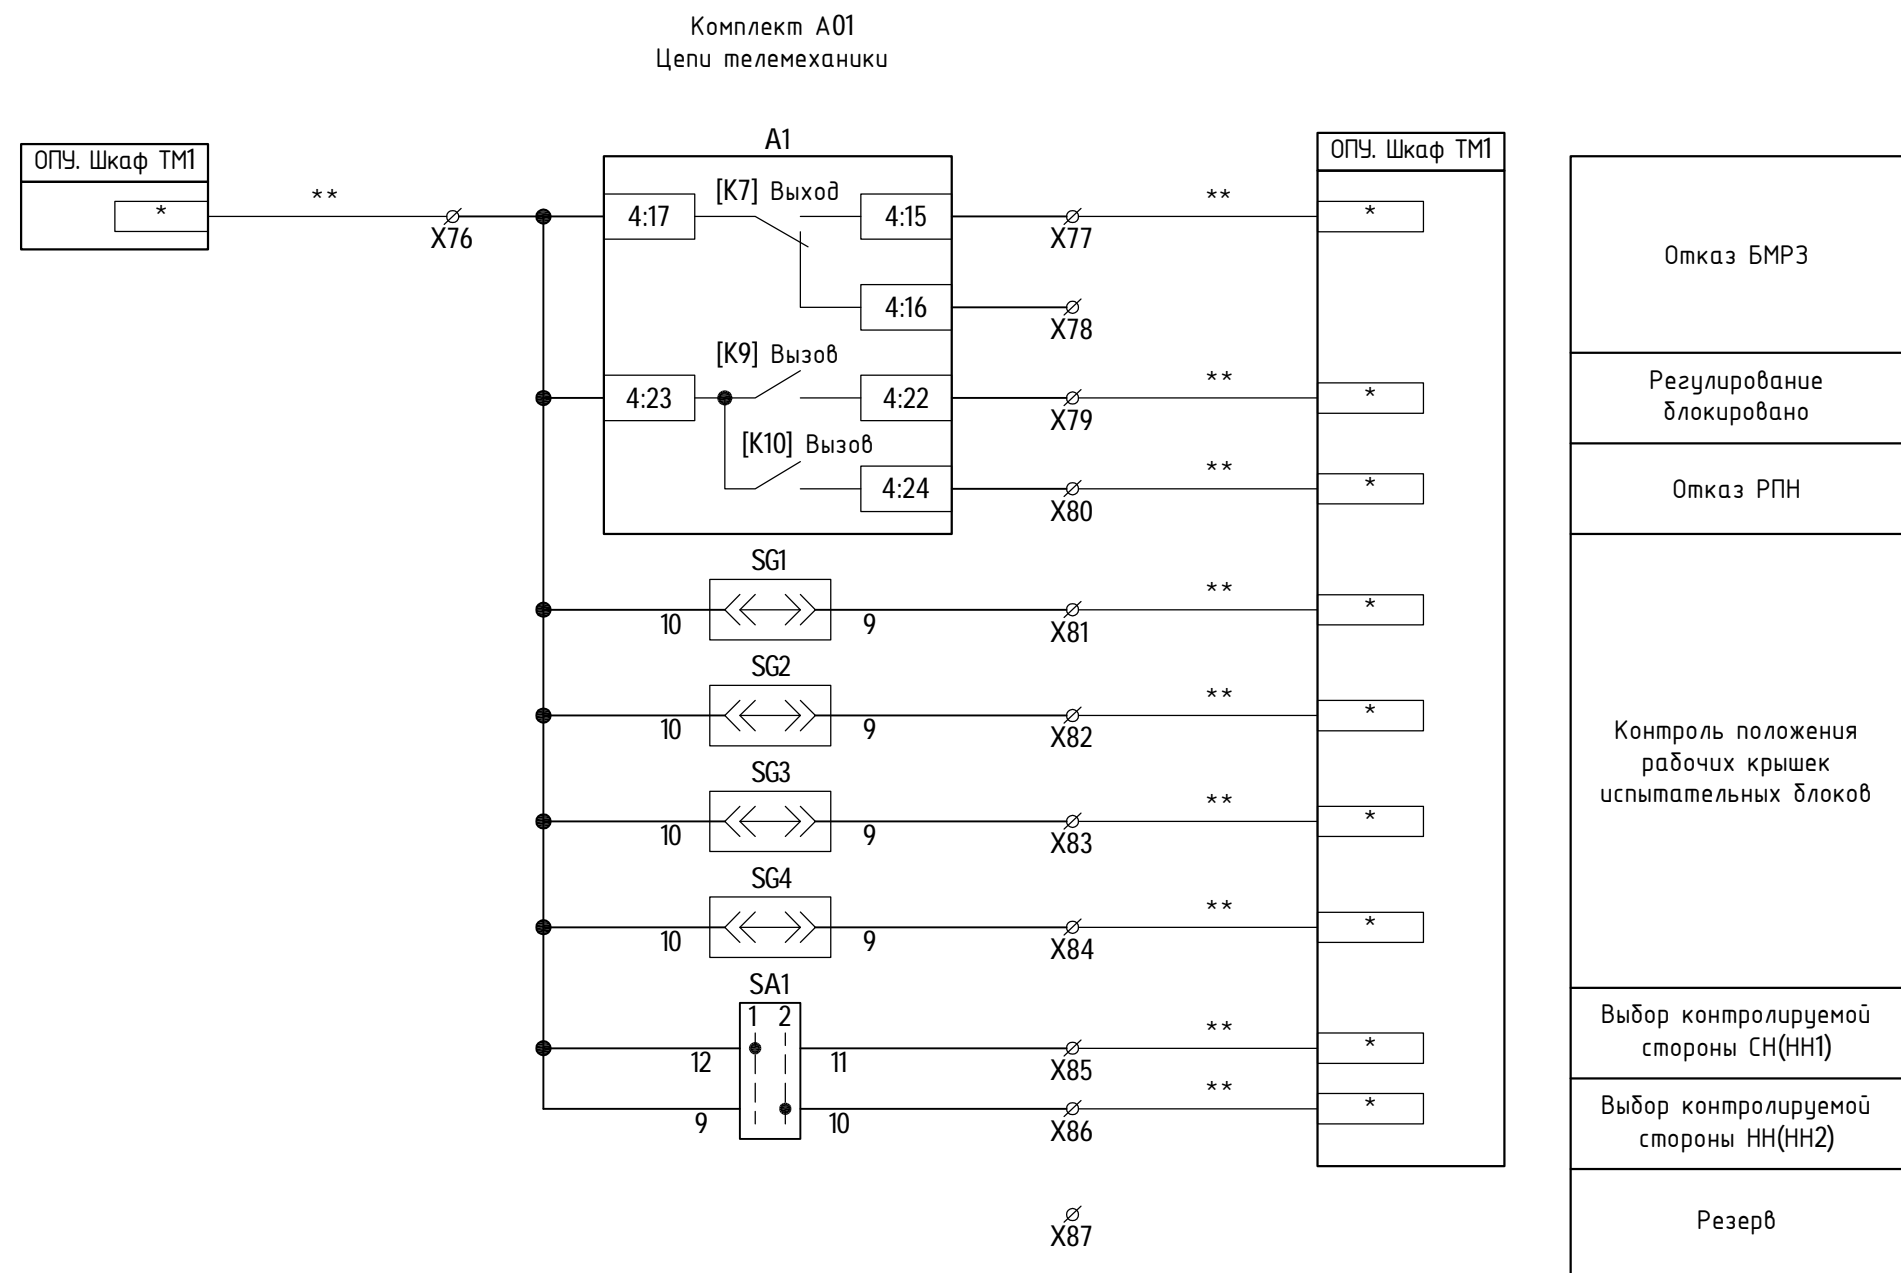 Комплект А01
Цепи телемеханики
ОПУ. Шкаф ТМ1
*
**
X76
A1
[K7] Выход
4:17
4:15
4:16
[K9] Вызов
4:23
4:22
[K10] Вызов
4:24
X77
**
X78
X79
**
X80
**
SG1
10
9
X81
**
SG2
10
9
X82
**
SG3
10
9
X83
**
SG4
10
9
X84
**
SA1
1 2
12
11
X85
**
9
10
X86
**
X87
ОПУ. Шкаф ТМ1
*
*
*
*
*
*
*
*
*
Отказ БМРЗ
Регулирование
блокировано
Отказ РПН
Контроль положения
рабочих крышек
испытательных блоков
Выбор контролируемой
стороны СН(НН1)
Выбор контролируемой
стороны НН(НН2)
Резерв